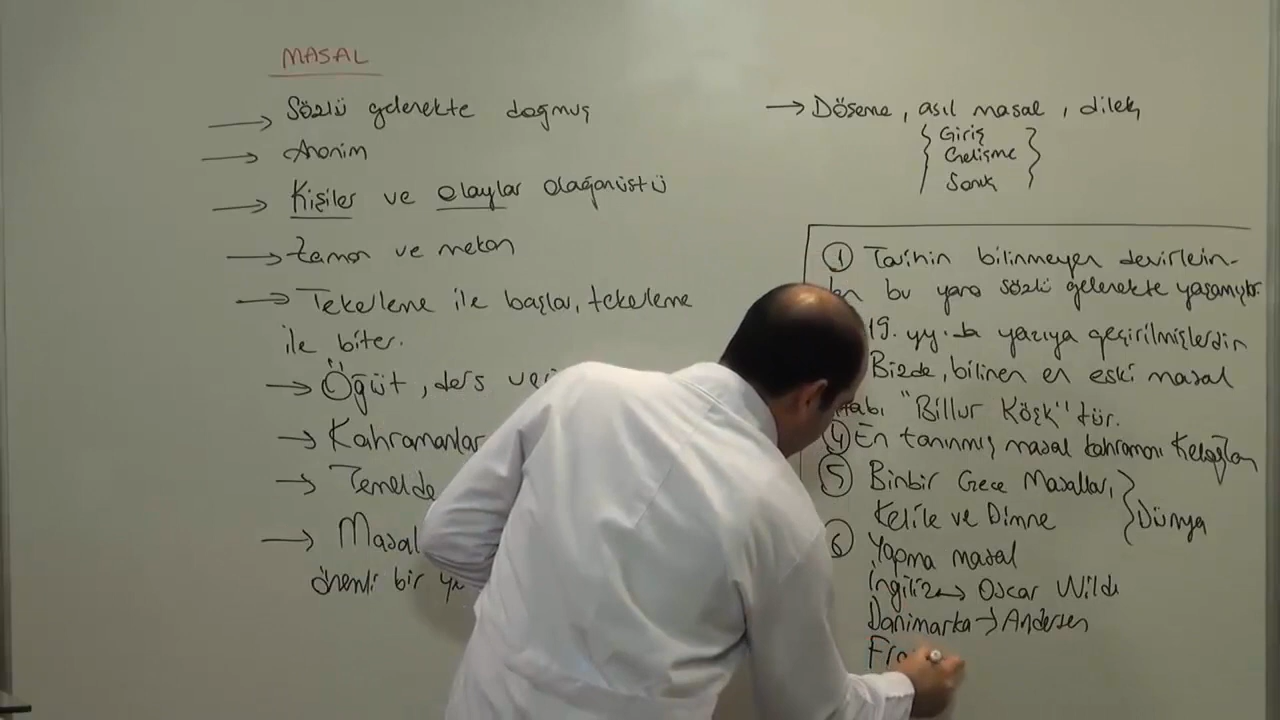 MASAL
→ Sözlü gelenekte doğmuş
→ Anonim
→ Kişiler ve olaylar olağanüstü
→ Zaman ve mekan
→ Tekerleme ile başlar, tekerleme
ile biter.
→ Öğüt, ders
→ Kahramanlar
→ Temelde
→ Masal
önemli bir
→ Döşeme, asıl masal, dilek
Giriş
Gelişme
Sonuç
① Tarihin bilinmeyen devirlerin-
bu yana sözlü gelenekte yaşamıştır.
19. yy.da yazıya geçirilmişlerdir
Bizde, bilinen en eski masal
"Billur Köşk" tür.
④ En tanınmış masal kahramanı Keloğlan
⑤ Binbir Gece Masalları,
Kelile ve Dimne
Dünya
⑥ Yapma masal
İngiliz → Oscar Wilde
Danimarka → Andersen